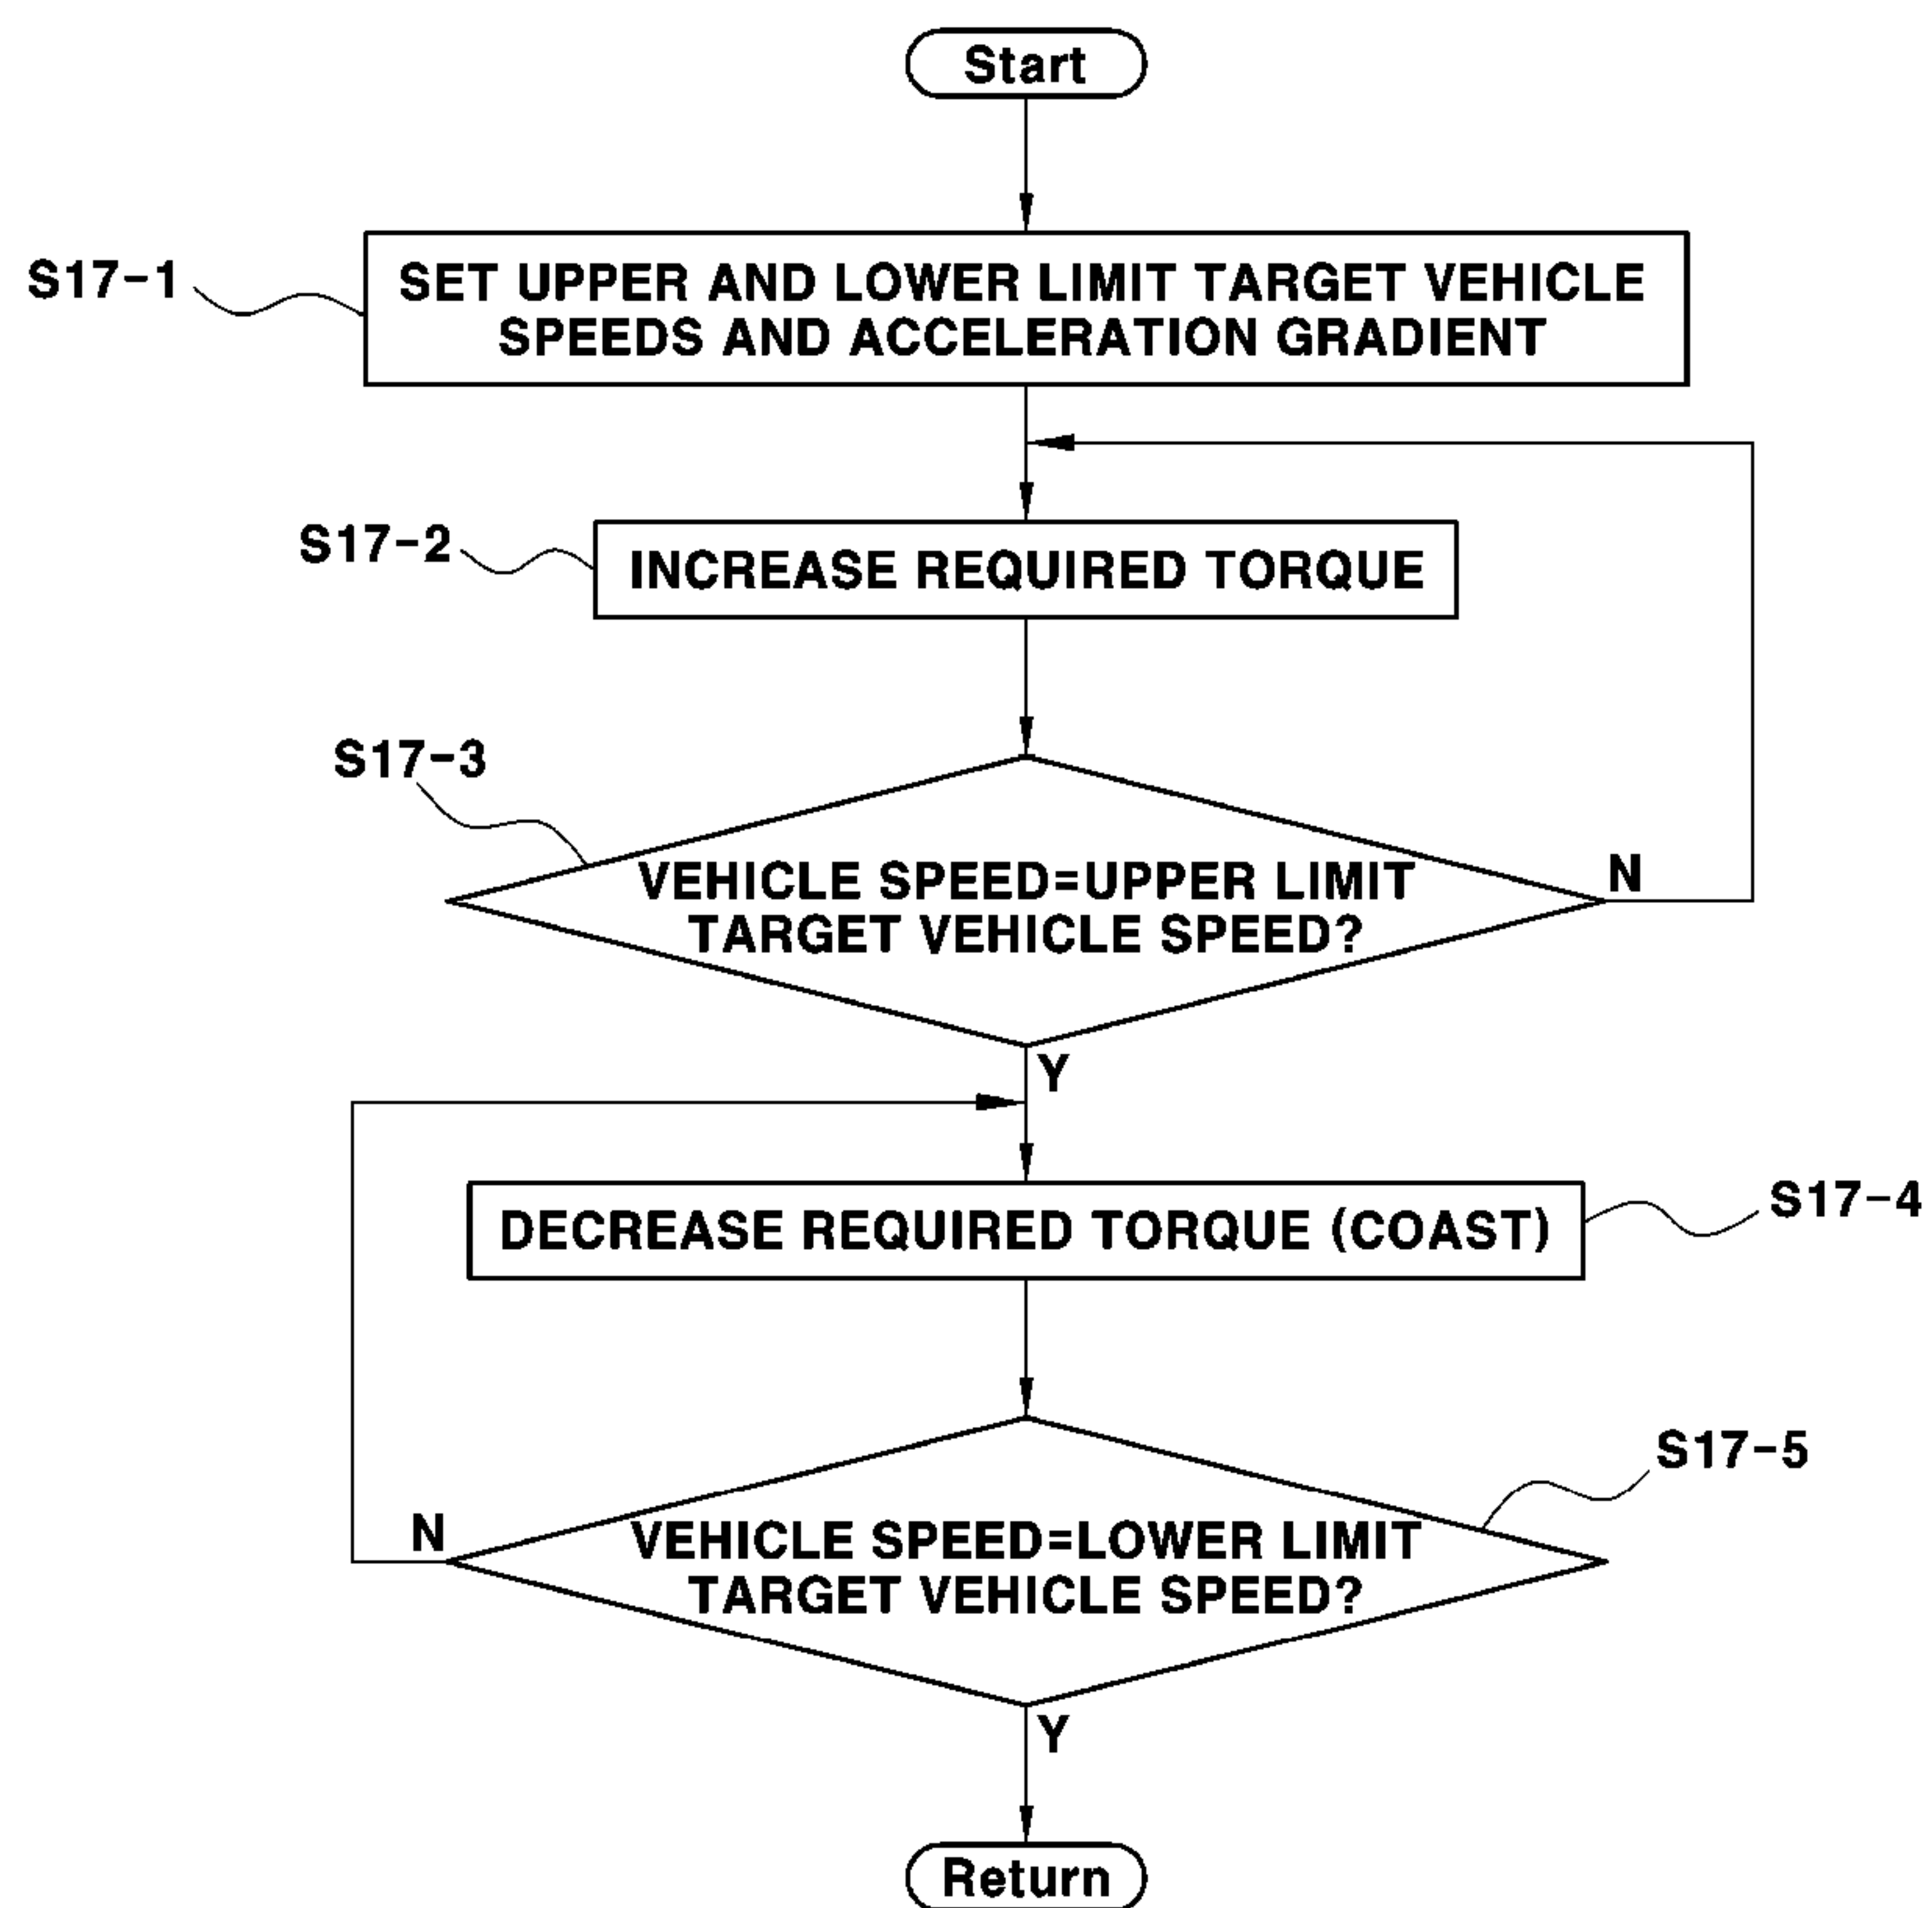 Start
S17-1
SET UPPER AND LOWER LIMIT TARGET VEHICLE
SPEEDS AND ACCELERATION GRADIENT
S17-2
INCREASE REQUIRED TORQUE
S17-3
VEHICLE SPEED=UPPER LIMIT
TARGET VEHICLE SPEED?
N
Y
DECREASE REQUIRED TORQUE (COAST)
S17-4
S17-5
N
VEHICLE SPEED=LOWER LIMIT
TARGET VEHICLE SPEED?
Y
Return